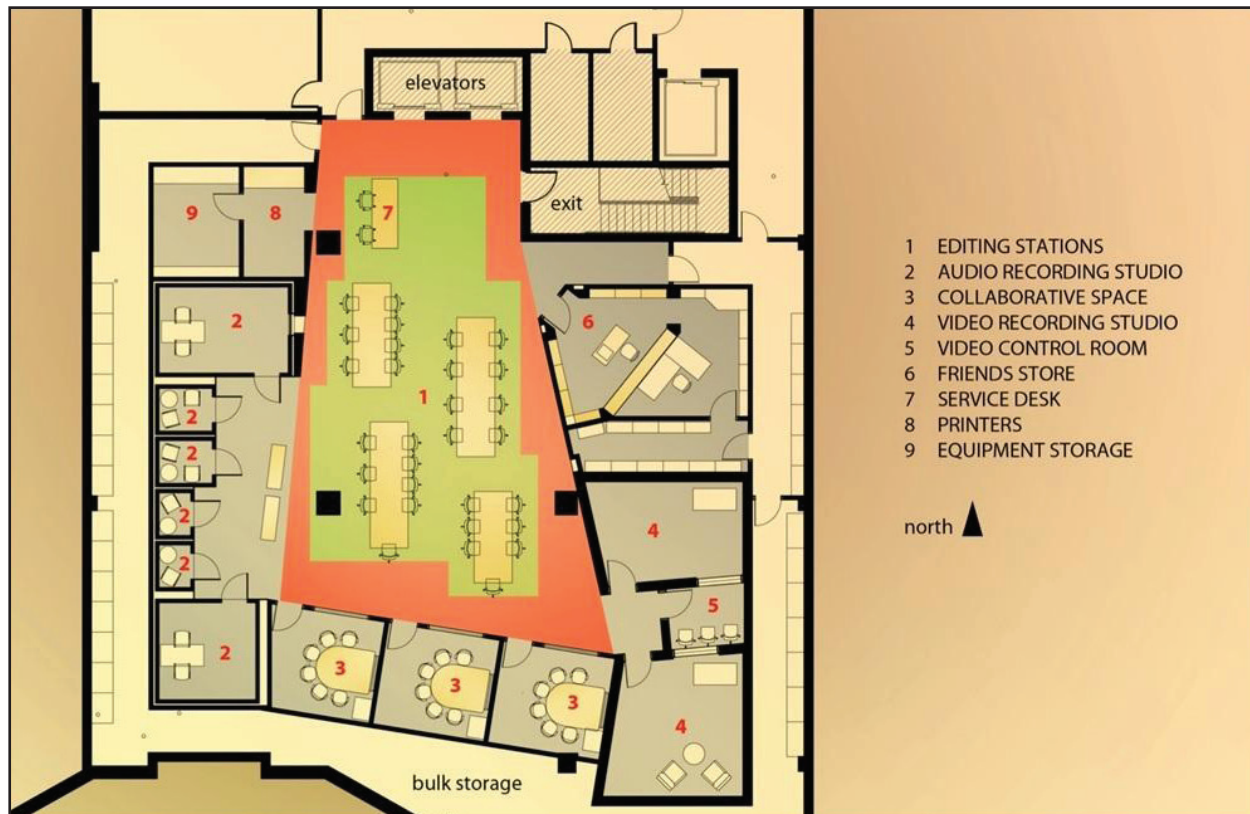 elevators
exit
9
8
7
2
6
1
2
2
2
2
4
5
2
3
3
3
4
bulk storage
1 EDITING STATIONS
2 AUDIO RECORDING STUDIO
3 COLLABORATIVE SPACE
4 VIDEO RECORDING STUDIO
5 VIDEO CONTROL ROOM
6 FRIENDS STORE
7 SERVICE DESK
8 PRINTERS
9 EQUIPMENT STORAGE
north